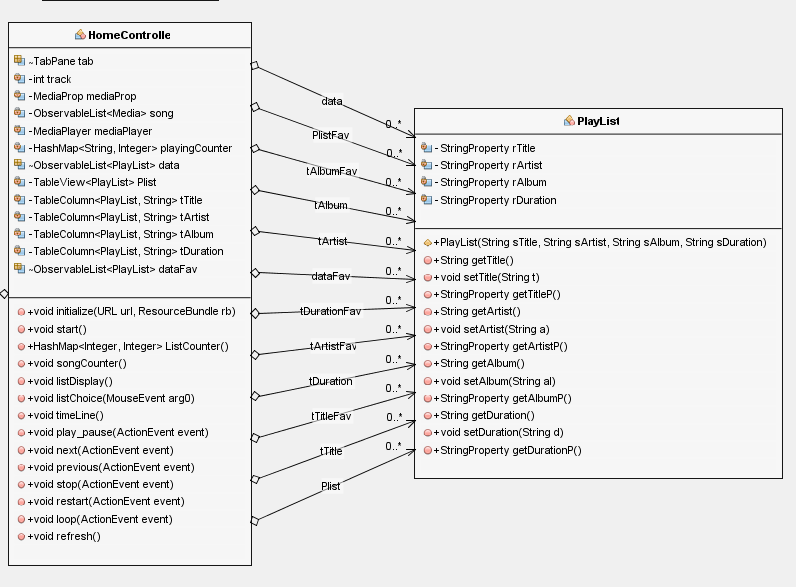 HomeControlle
~TabPane tab
-int track
-MediaProp mediaProp
-ObservableList<Media> song
-MediaPlayer mediaPlayer
-HashMap<String, Integer> playingCounter
~ObservableList<PlayList> data
-TableView<PlayList> Plist
-TableColumn<PlayList, String> tTitle
-TableColumn<PlayList, String> tArtist
-TableColumn<PlayList, String> tAlbum
-TableColumn<PlayList, String> tDuration
~ObservableList<PlayList> dataFav
+void initialize(URL url, ResourceBundle rb)
+void start()
+HashMap<Integer, Integer> ListCounter()
+void songCounter()
+void listDisplay()
+void listChoice(MouseEvent arg0)
+void timeLine()
+void play_pause(ActionEvent event)
+void next(ActionEvent event)
+void previous(ActionEvent event)
+void stop(ActionEvent event)
+void restart(ActionEvent event)
+void loop(ActionEvent event)
+void refresh()
data 0..*
PlistFav 0..*
tAlbumFav 0..*
tAlbum 0..*
tArtist 0..*
dataFav 0..*
tDurationFav 0..*
tArtistFav 0..*
tDuration 0..*
tTitleFav 0..*
tTitle 0..*
Plist 0..*
PlayList
- StringProperty rTitle
- StringProperty rArtist
- StringProperty rAlbum
- StringProperty rDuration
+PlayList(String sTitle, String sArtist, String sAlbum, String sDuration)
+String getTitle()
+void setTitle(String t)
+StringProperty getTitleP()
+String getArtist()
+void setArtist(String a)
+StringProperty getArtistP()
+String getAlbum()
+void setAlbum(String al)
+StringProperty getAlbumP()
+String getDuration()
+void setDuration(String d)
+StringProperty getDurationP()